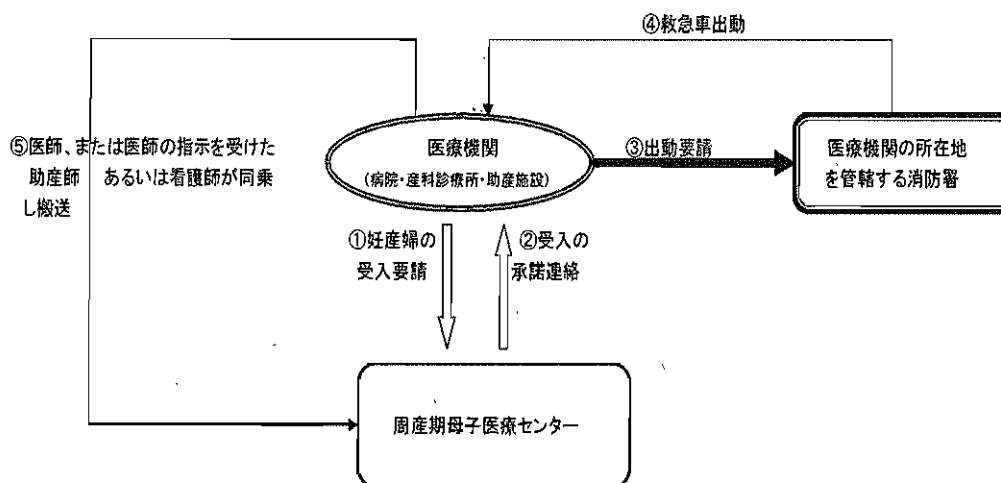 ④救急車出動
⑤医師、または医師の指示を受けた
助産師 あるいは看護師が同乗
し搬送
医療機関
(病院・産科診療所・助産施設)
③出動要請
医療機関の所在地
を管轄する消防署
①妊産婦の
受入要請
②受入の
承諾連絡
周産期母子医療センター